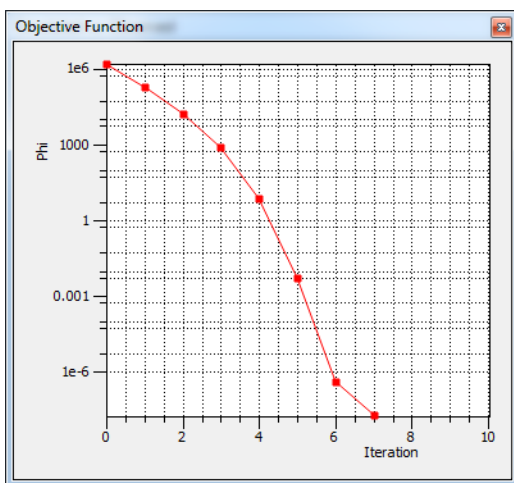 Objective Function
1e6
1000
Phi
1
0.001
1e-6
0 2 4 6 8 10
Iteration